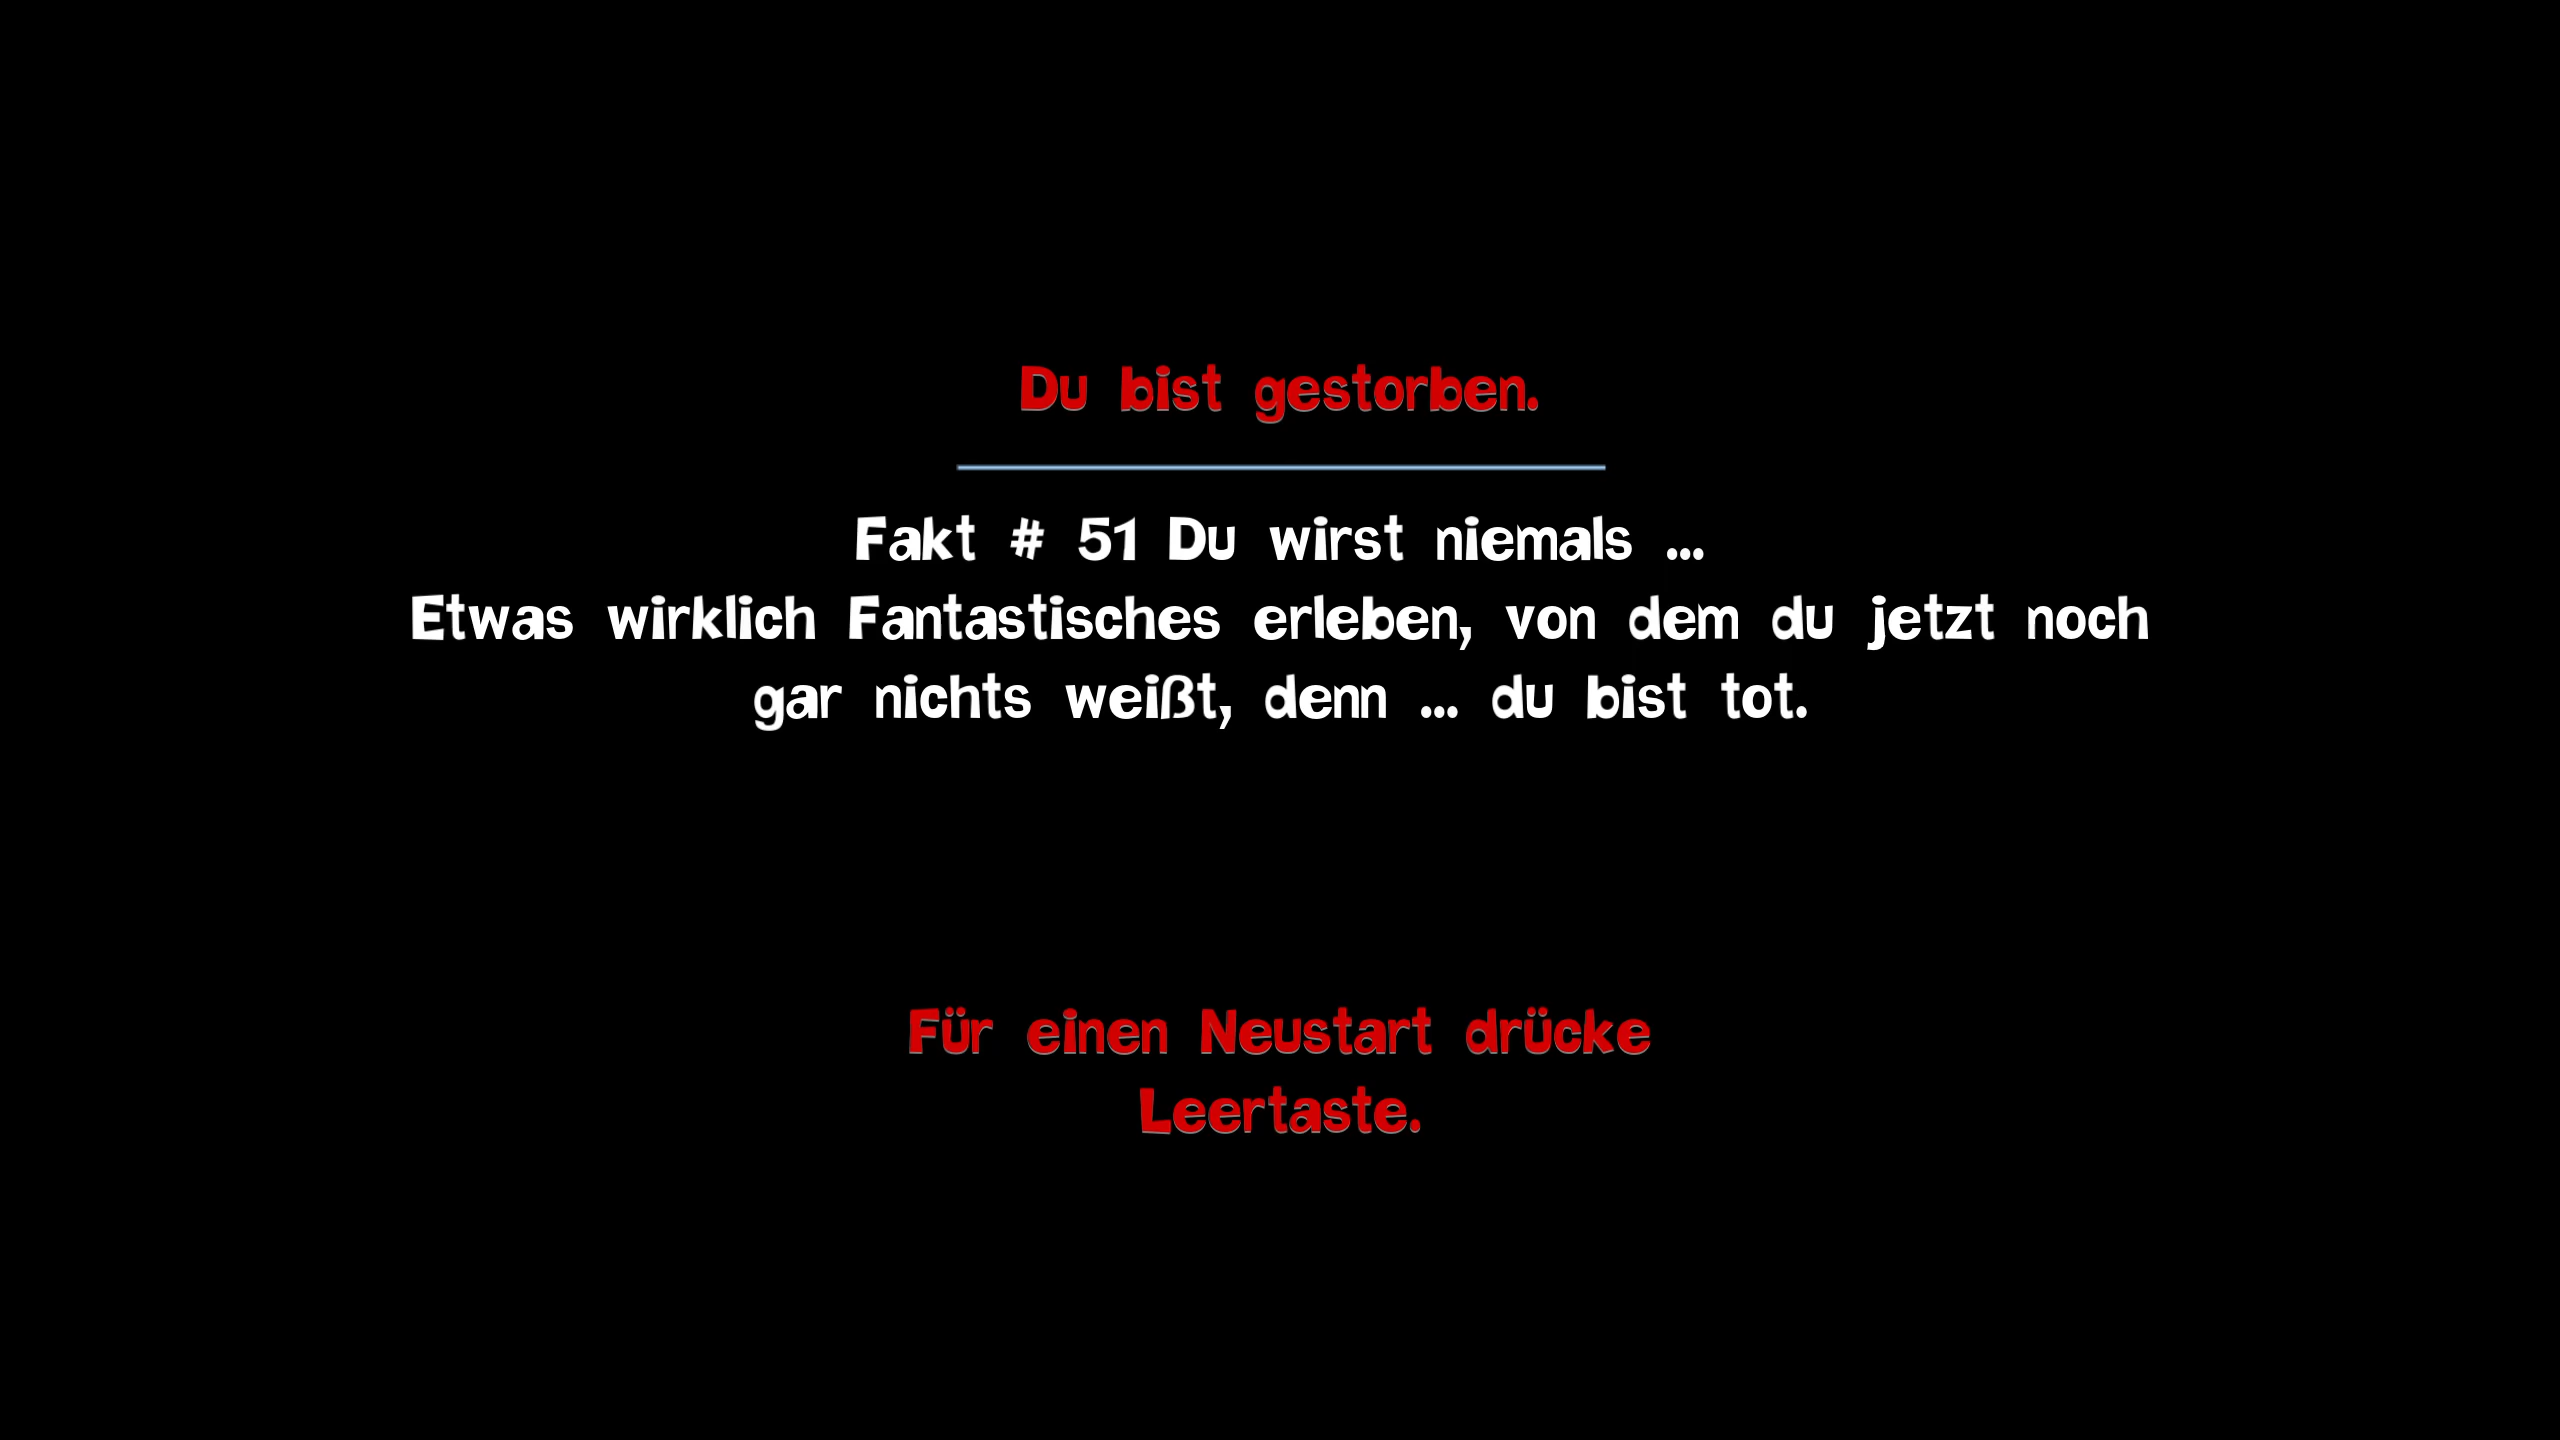 Du bist gestorben.
Fakt # 51 Du wirst niemals ...
Etwas wirklich Fantastisches erleben, von dem du jetzt noch
gar nichts weißt, denn ... du bist tot.
Für einen Neustart drücke
Leertaste.